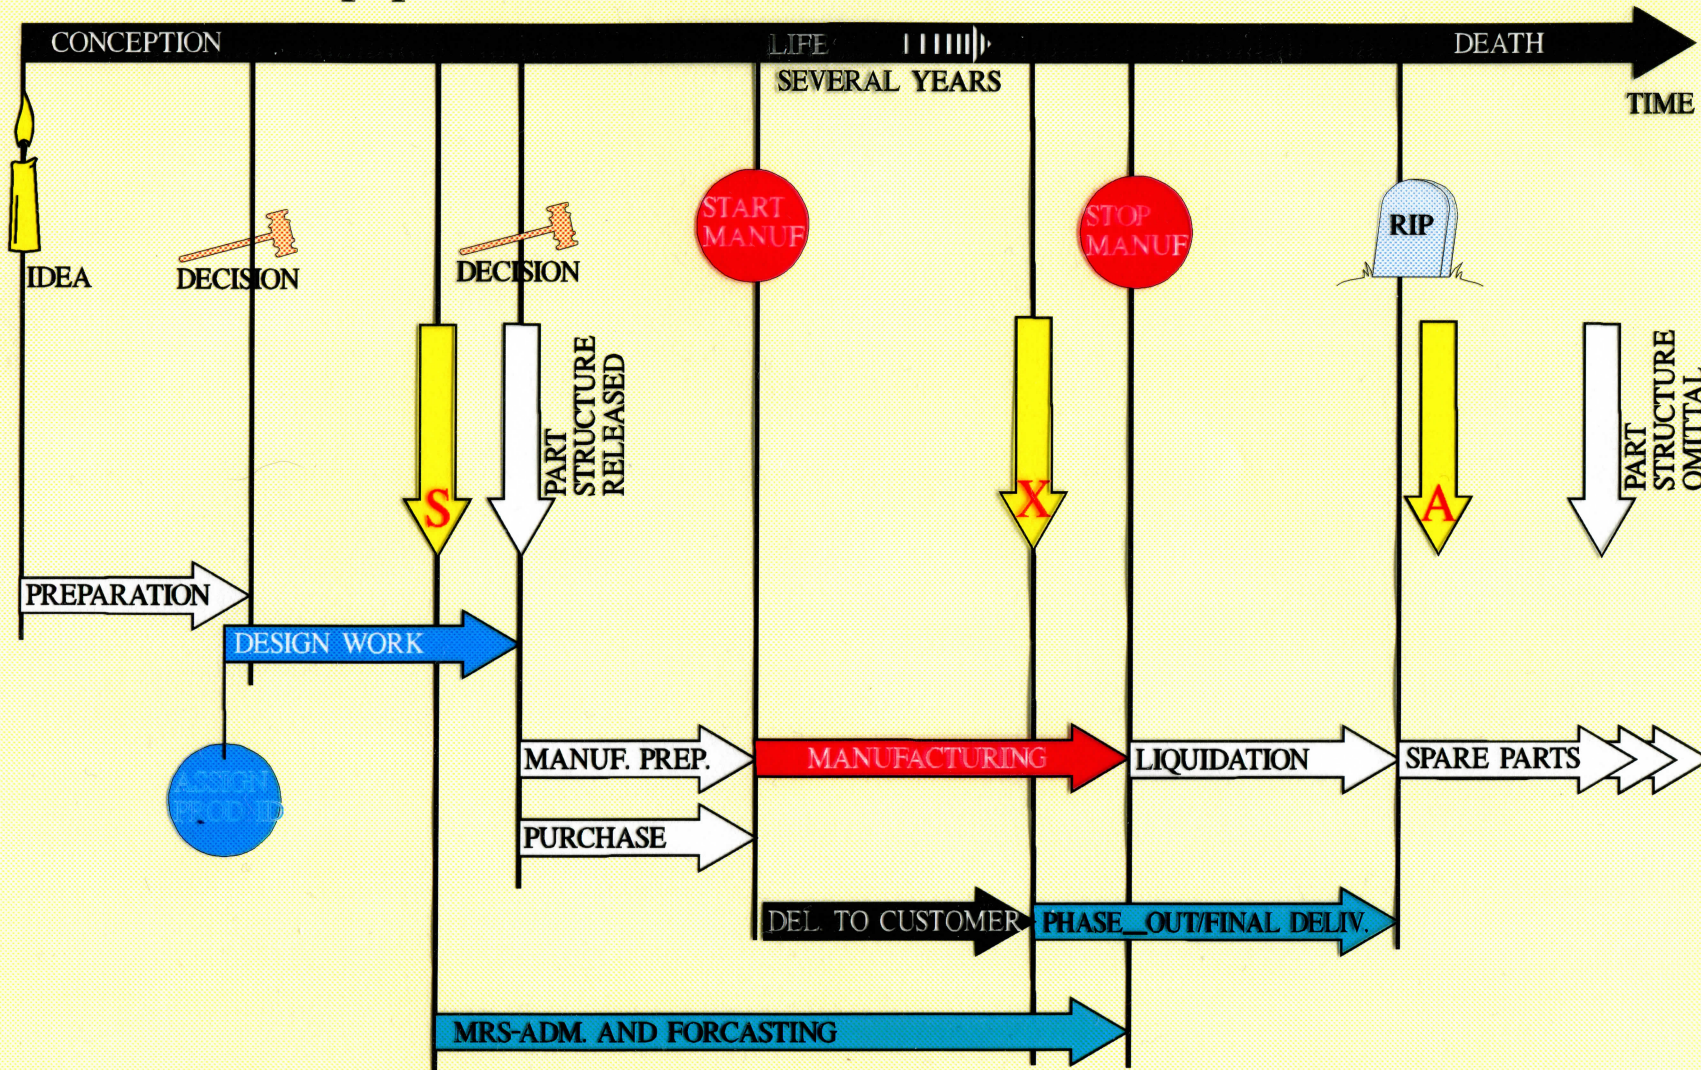 CONCEPTION
LIFE
DEATH
SEVERAL YEARS
TIME
IDEA
DECISION
DECISION
START
MANUF
STOP
MANUF
RIP
S
PART
STRUCTURE
RELEASED
X
A
PART
STRUCTURE
OMITTAL
PREPARATION
DESIGN WORK
ASSIGN
PROD ID
MANUF. PREP.
MANUFACTURING
LIQUIDATION
SPARE PARTS
PURCHASE
DEL. TO CUSTOMER
PHASE_OUT/FINAL DELIV.
MRS-ADM. AND FORCASTING